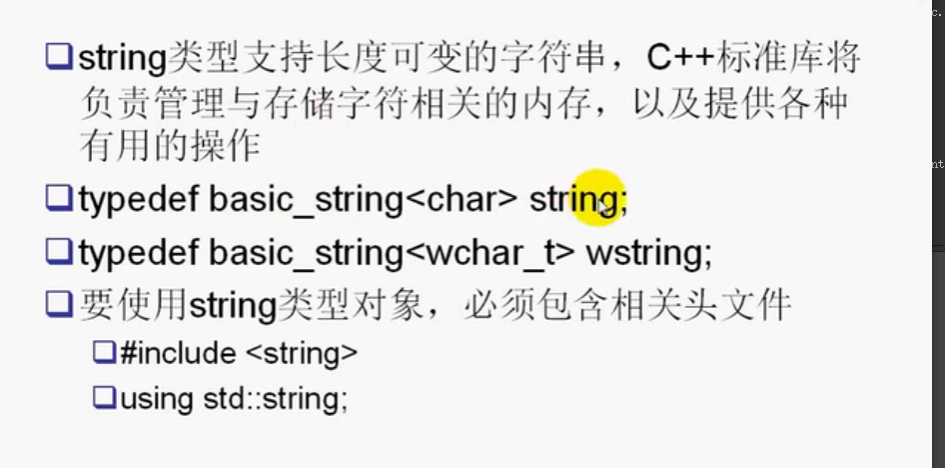 string类型支持长度可变的字符串，C++标准库将
负责管理与存储字符相关的内存，以及提供各种
有用的操作
typedef basic_string<char> string;
typedef basic_string<wchar_t> wstring;
要使用string类型对象，必须包含相关头文件
#include <string>
using std::string;
c.
nt